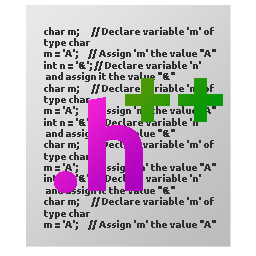 char m;    // Declare variable 'm' of
type char
m = 'A';   // Assign 'm' the value "A"
int n = '&'; // Declare variable 'n'
and assign it the value "&"
char m;    // Declare variable 'm' of
type char
m = 'A';   // Assign 'm' the value "A"
int n = '&'; // Declare variable 'n'
and assign it the value "&"
char m;    // Declare variable 'm' of
type char
m = 'A';   // Assign 'm' the value "A"
int n = '&'; // Declare variable 'n'
and assign it the value "&"
char m;    // Declare variable 'm' of
type char
m = 'A';   // Assign 'm' the value "A"
.h++